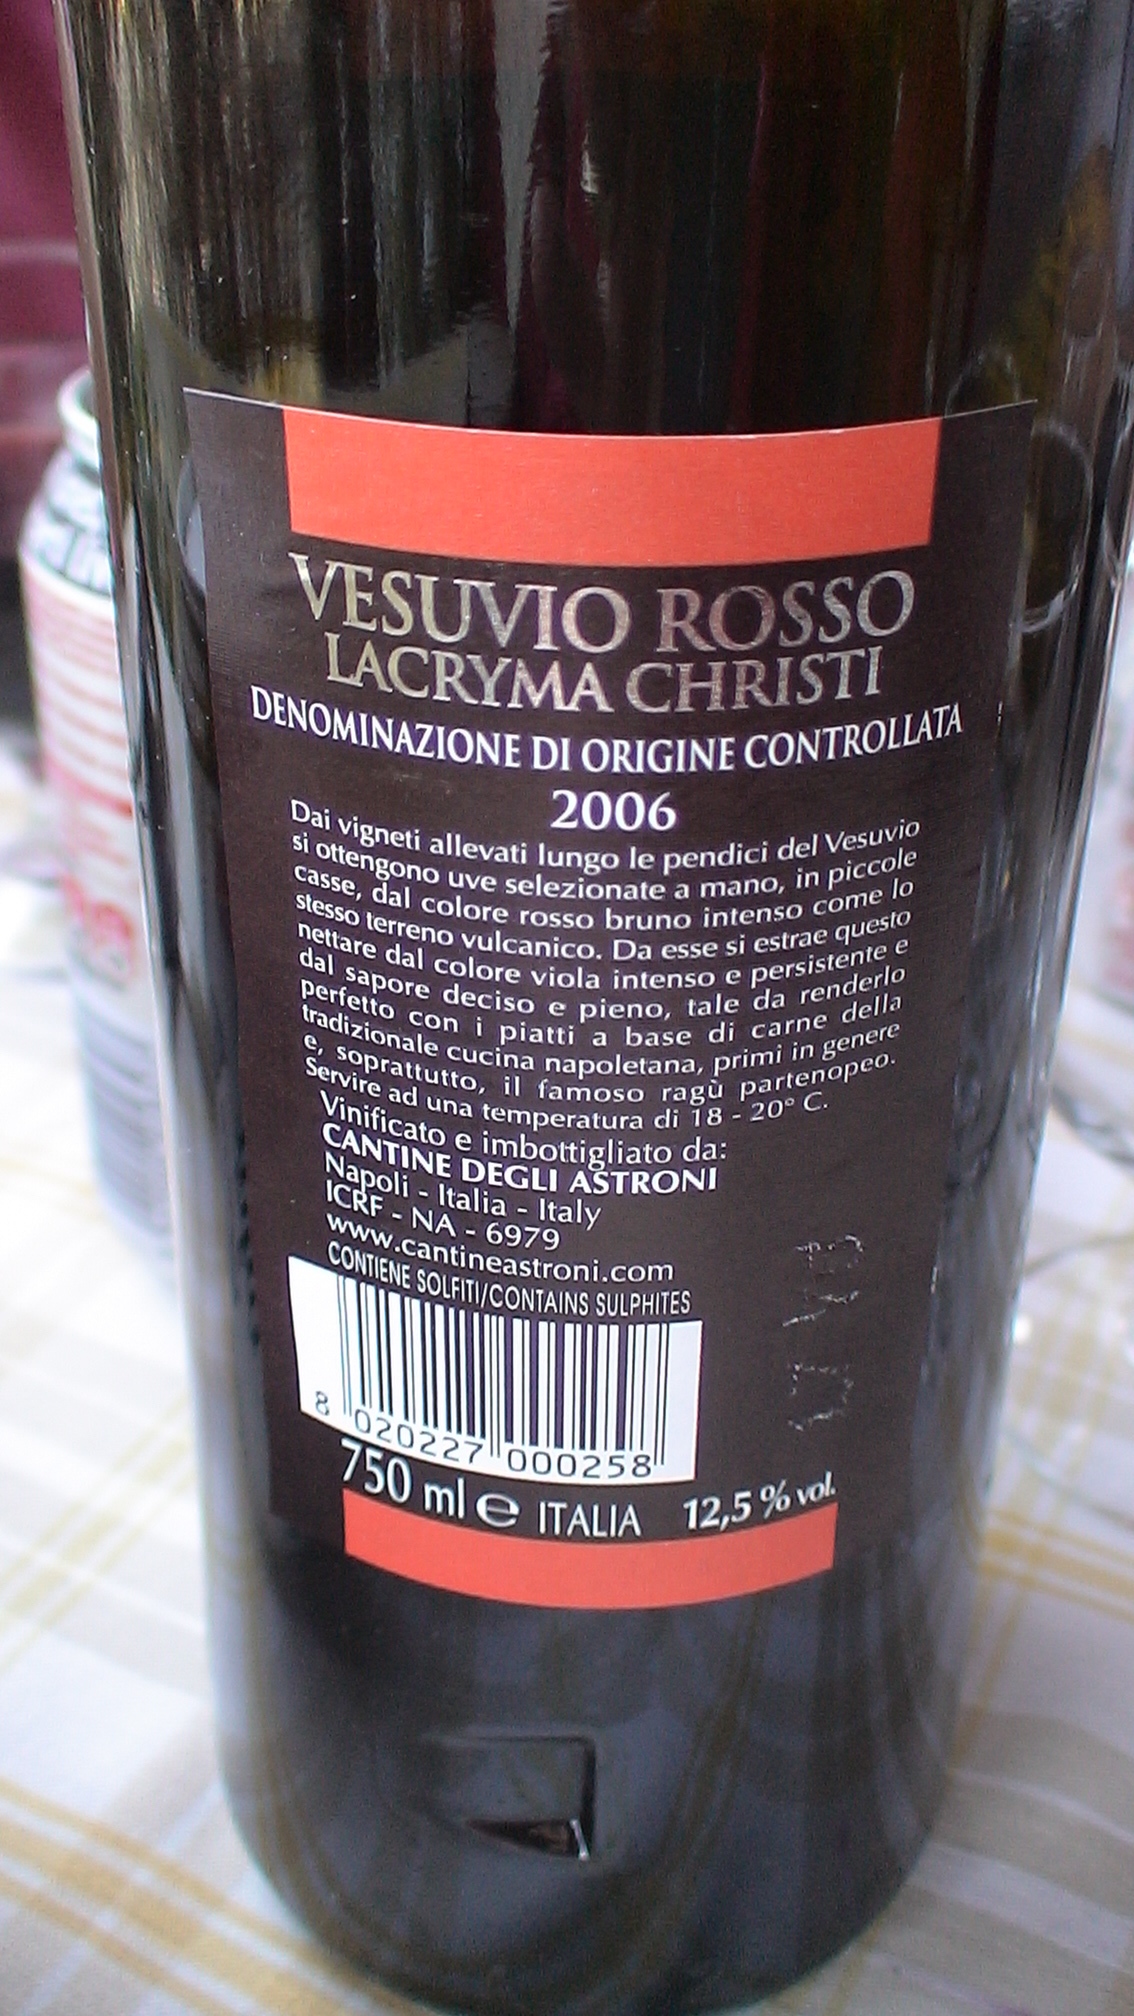 VESUVIO ROSSO
LACRYMA CHRISTI
DENOMINAZIONE DI ORIGINE CONTROLLATA
2006
Dai vigneti allevati lungo le pendici del Vesuvio
si ottengono uve selezionate a mano, in piccole
casse, dal colore rosso bruno intenso come lo
stesso terreno vulcanico. Da esse si estrae questo
nettare dal colore viola intenso e persistente e
dal sapore deciso e pieno, tale da renderlo
perfetto con i piatti a base di carne della
tradizionale cucina napoletana, primi in genere
e, soprattutto, il famoso ragù partenopeo.
Servire ad una temperatura di 18 - 20° C.
Vinificato e imbottigliato da:
CANTINE DEGLI ASTRONI
Napoli - Italia - Italy
ICRF - NA - 6979
www.cantineastroni.com
CONTIENE SOLFITI/CONTAINS SULPHITES
8 020227 000258
750 ml e ITALIA 12,5 % vol.